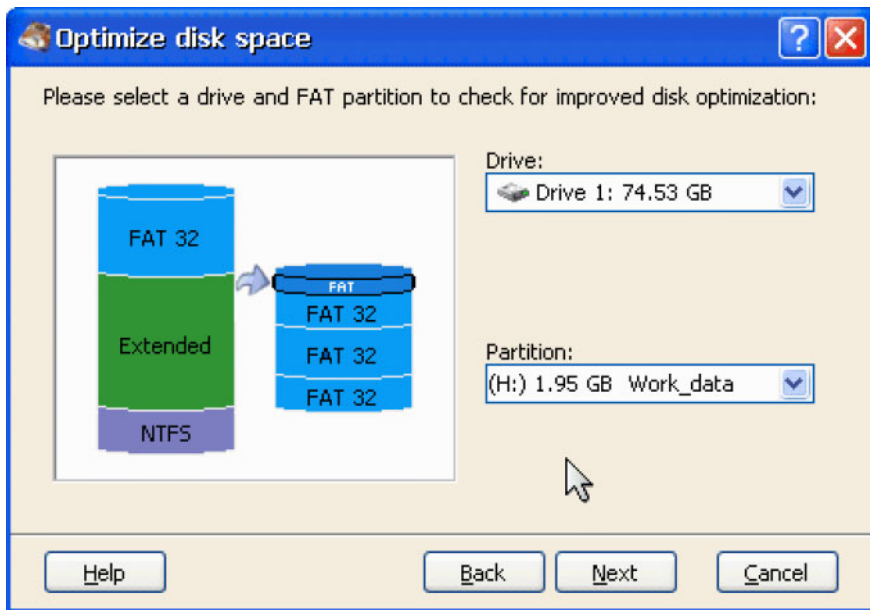 Optimize disk space
Please select a drive and FAT partition to check for improved disk optimization:
FAT 32
Extended
NTFS
FAT
FAT 32
FAT 32
FAT 32
Drive:
Drive 1: 74.53 GB
Partition:
(H:) 1.95 GB Work_data
Help
Back
Next
Cancel